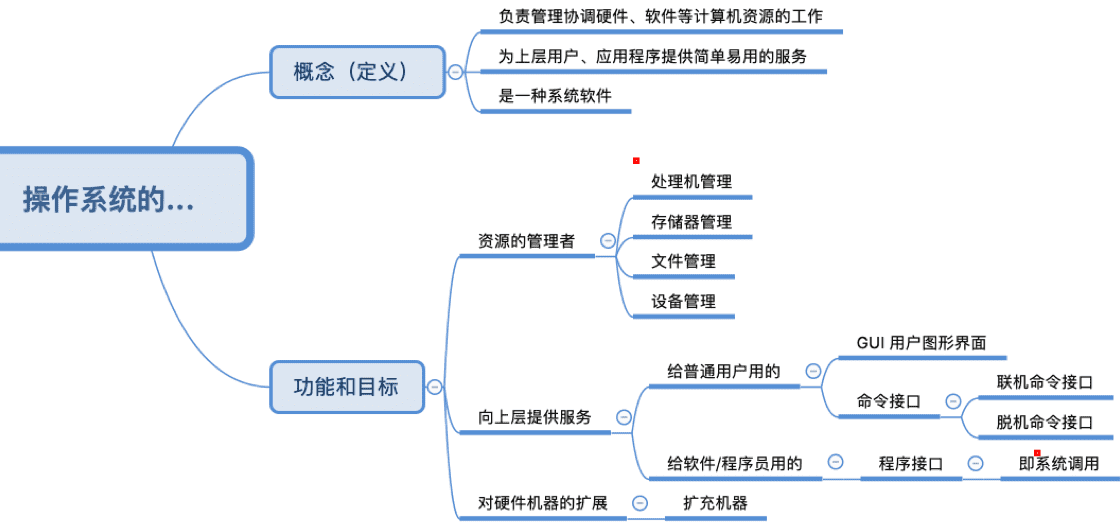 负责管理协调硬件、软件等计算机资源的工作
为上层用户、应用程序提供简单易用的服务
概念（定义）
是一种系统软件
操作系统的...
处理机管理
存储器管理
资源的管理者
文件管理
设备管理
GUI 用户图形界面
给普通用户用的
联机命令接口
功能和目标
命令接口
向上层提供服务
脱机命令接口
给软件/程序员用的
程序接口
即系统调用
对硬件机器的扩展
扩充机器